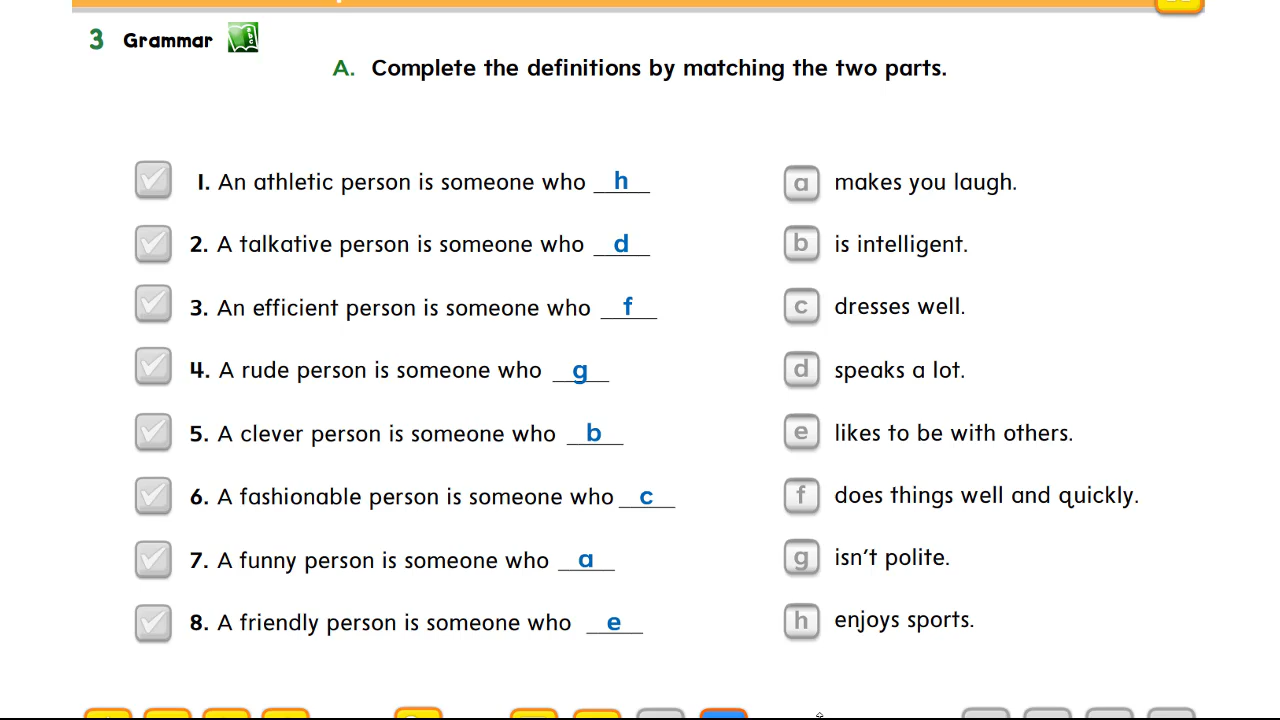 3 Grammar
A. Complete the definitions by matching the two parts.
1. An athletic person is someone who h
a makes you laugh.
2. A talkative person is someone who d
b is intelligent.
3. An efficient person is someone who f
c dresses well.
4. A rude person is someone who g
d speaks a lot.
5. A clever person is someone who b
e likes to be with others.
6. A fashionable person is someone who c
f does things well and quickly.
7. A funny person is someone who a
g isn't polite.
8. A friendly person is someone who e
h enjoys sports.